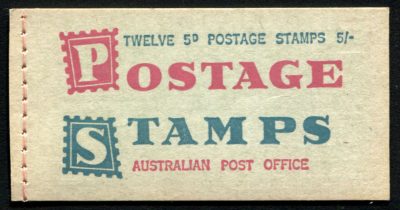 TWELVE 5D POSTAGE STAMPS 5/-
POSTAGE
STAMPS
AUSTRALIAN POST OFFICE